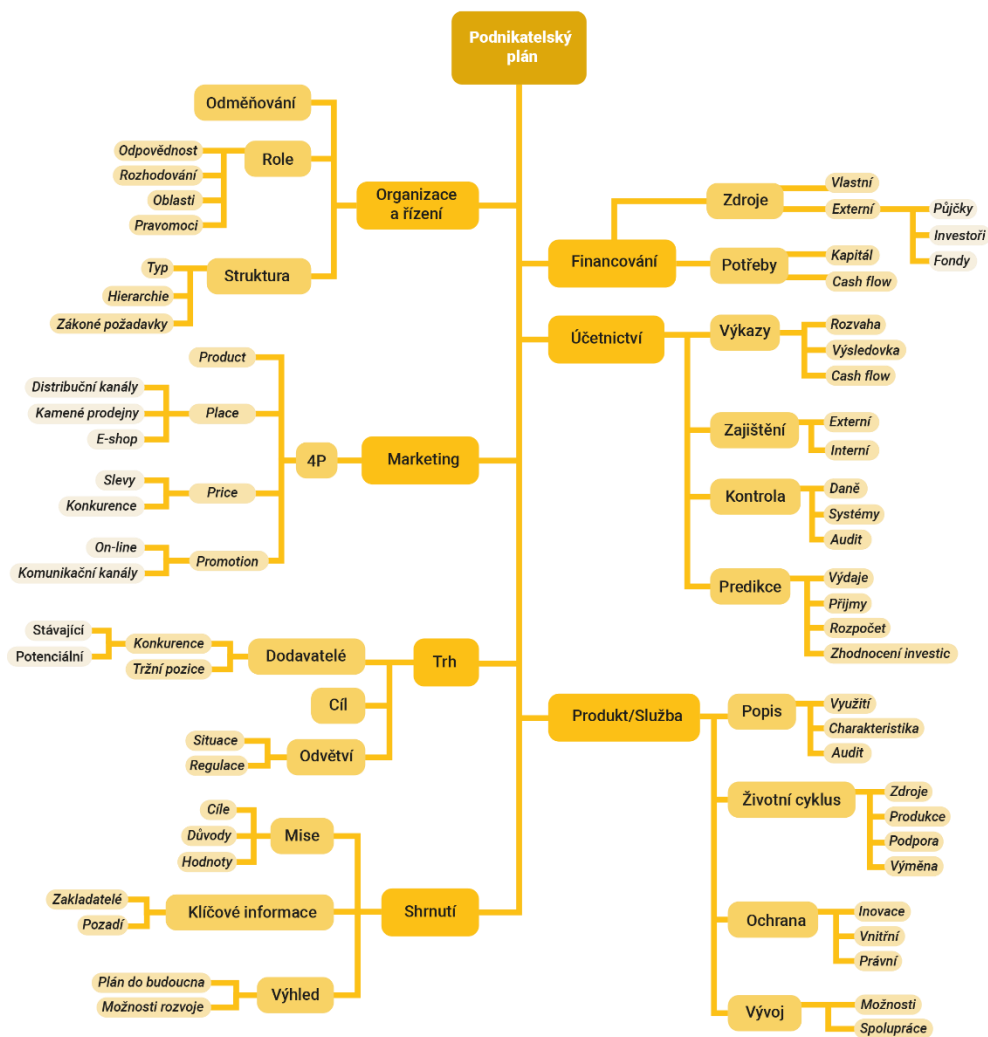 Podnikatelský
plán
Odměňování
Odpovědnost
Rozhodování
Oblasti
Pravomoci
Role
Organizace
a řízení
Typ
Hierarchie
Zákoné požadavky
Struktura
Product
Distribuční kanály
Kamené prodejny
E-shop
Place
4P
Marketing
Slevy
Konkurence
Price
On-line
Komunikační kanály
Promotion
Stávající
Potenciální
Konkurence
Tržní pozice
Dodavatelé
Trh
Cíl
Situace
Regulace
Odvětví
Cíle
Důvody
Hodnoty
Mise
Zakladatelé
Pozadí
Klíčové informace
Shrnutí
Plán do budoucna
Možnosti rozvoje
Výhled
Financování
Zdroje
Vlastní
Externí
Půjčky
Investoři
Fondy
Potřeby
Kapitál
Cash flow
Účetnictví
Výkazy
Rozvaha
Výsledovka
Cash flow
Zajištění
Externí
Interní
Kontrola
Daně
Systémy
Audit
Predikce
Výdaje
Přijmy
Rozpočet
Zhodnocení investic
Produkt/Služba
Popis
Využití
Charakteristika
Audit
Životní cyklus
Zdroje
Produkce
Podpora
Výměna
Ochrana
Inovace
Vnitřní
Právní
Vývoj
Možnosti
Spolupráce